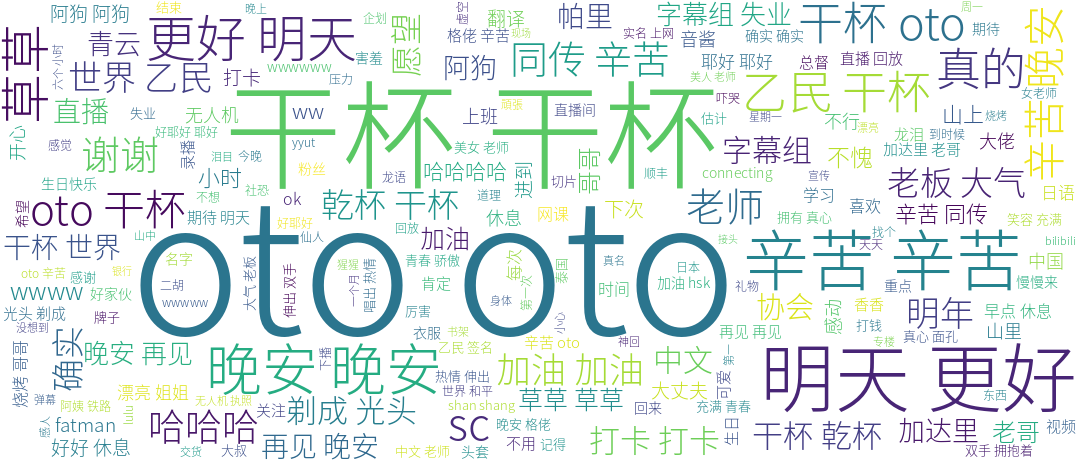 阿狗 阿狗
结束
晚上
更好 明天
企划
愿望
虚空
翻译
格佬 辛苦
现场
帕里
字幕组 失业
实名 上网
音酱
确实 确实
干杯 oto
周一
期待
晚安
草草
青云
六个 小时
害羞
世界 乙民
打卡
wwwwww
压力
阿狗
同传 辛苦
耶好 耶好
美人 老师
总督
直播 回放
真的
女老师
直播
失业
无人机
ww
干杯 干杯
頑張
上班
直播间
吓哭
估计
乙民 干杯
星期一
漂亮
不行
山上
烧烤
辛苦
开心
感觉
谢谢
好耶好 耶好
录播
yyut
美女 老师
字幕组
不愧
龙泪
到时候
加达里 老哥
大佬
泪目
今晚
粉丝
哈哈哈哈
进到
哥哥
切片
顺丰
connecting
宣传
日语
生日快乐
小时
社恐
龙语
道理
学习
老板 大气
希望
oto 干杯
不想
ok
乾杯 干杯
休息
网课
下次
老师
拥有 真心
喜欢
辛苦 同传
笑容 充满
期待 明天
好耶好
回放
仙人
干杯 世界
山中
加油
oto oto
接头
找个
天天
辛苦 辛苦
中国
bilibili
oto 辛苦
感谢
银行
名字
大气 老板
伸出 双手
猩猩
一个月
唱出 热情
青春 骄傲
肯定
每次
第一次
泰国
真名
日本
加油 hsk
礼物
重点
慢慢来
wwww
好家伙
二胡
wwwww
身体
时间
协会
感动
香香
明年
早点 休息
光头 剃成
牌子
厉害
小心
打钱
真心 面孔
山里
没想到
确实
衣服
书架
神回
再见 再见
第一
专楼
晚安 再见
下播
乙民 签名
辛苦 oto
烧烤 哥哥
晚安 晚安
热情 伸出
加油 加油
中文
可爱
明天 更好
漂亮 姐姐
无人机 执照
世界 和平
大丈夫
充满 青春
东西
弹幕
阿姨 铁路
lulu
关注
剃成 光头
shan shang
草草 草草
回来
生日
感人
fatman
哈哈哈
SC
晚安 格佬
打卡 打卡
干杯 乾杯
加达里
老哥
视频
好好 休息
交货
大叔
再见 晚安
中文 老师
头套
不用
记得
双手 拥抱着